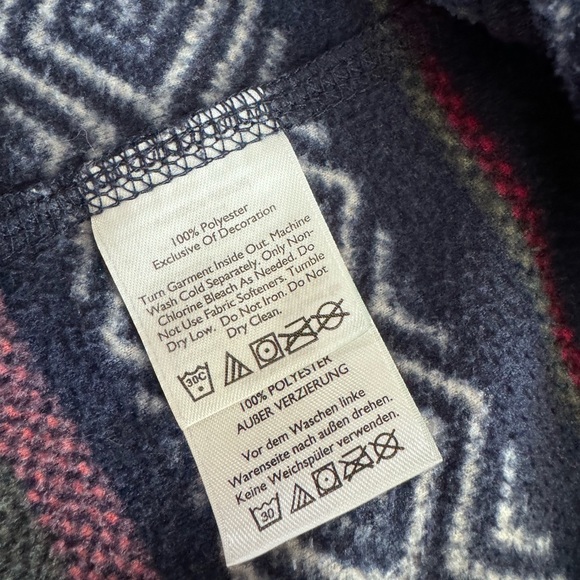 100% Polyester
Exclusive Of Decoration
Turn Garment Inside Out. Machine
Wash Cold Separately. Only Non-
Chlorine Bleach As Needed. Do
Not Use Fabric Softeners. Tumble
Dry Low. Do Not Iron. Do Not
Dry Clean.
30C
100% POLYESTER
AUßER VERZIERUNG
Vor dem Waschen linke
Warenseite nach außen drehen.
Keine Weichspüler verwenden.
30